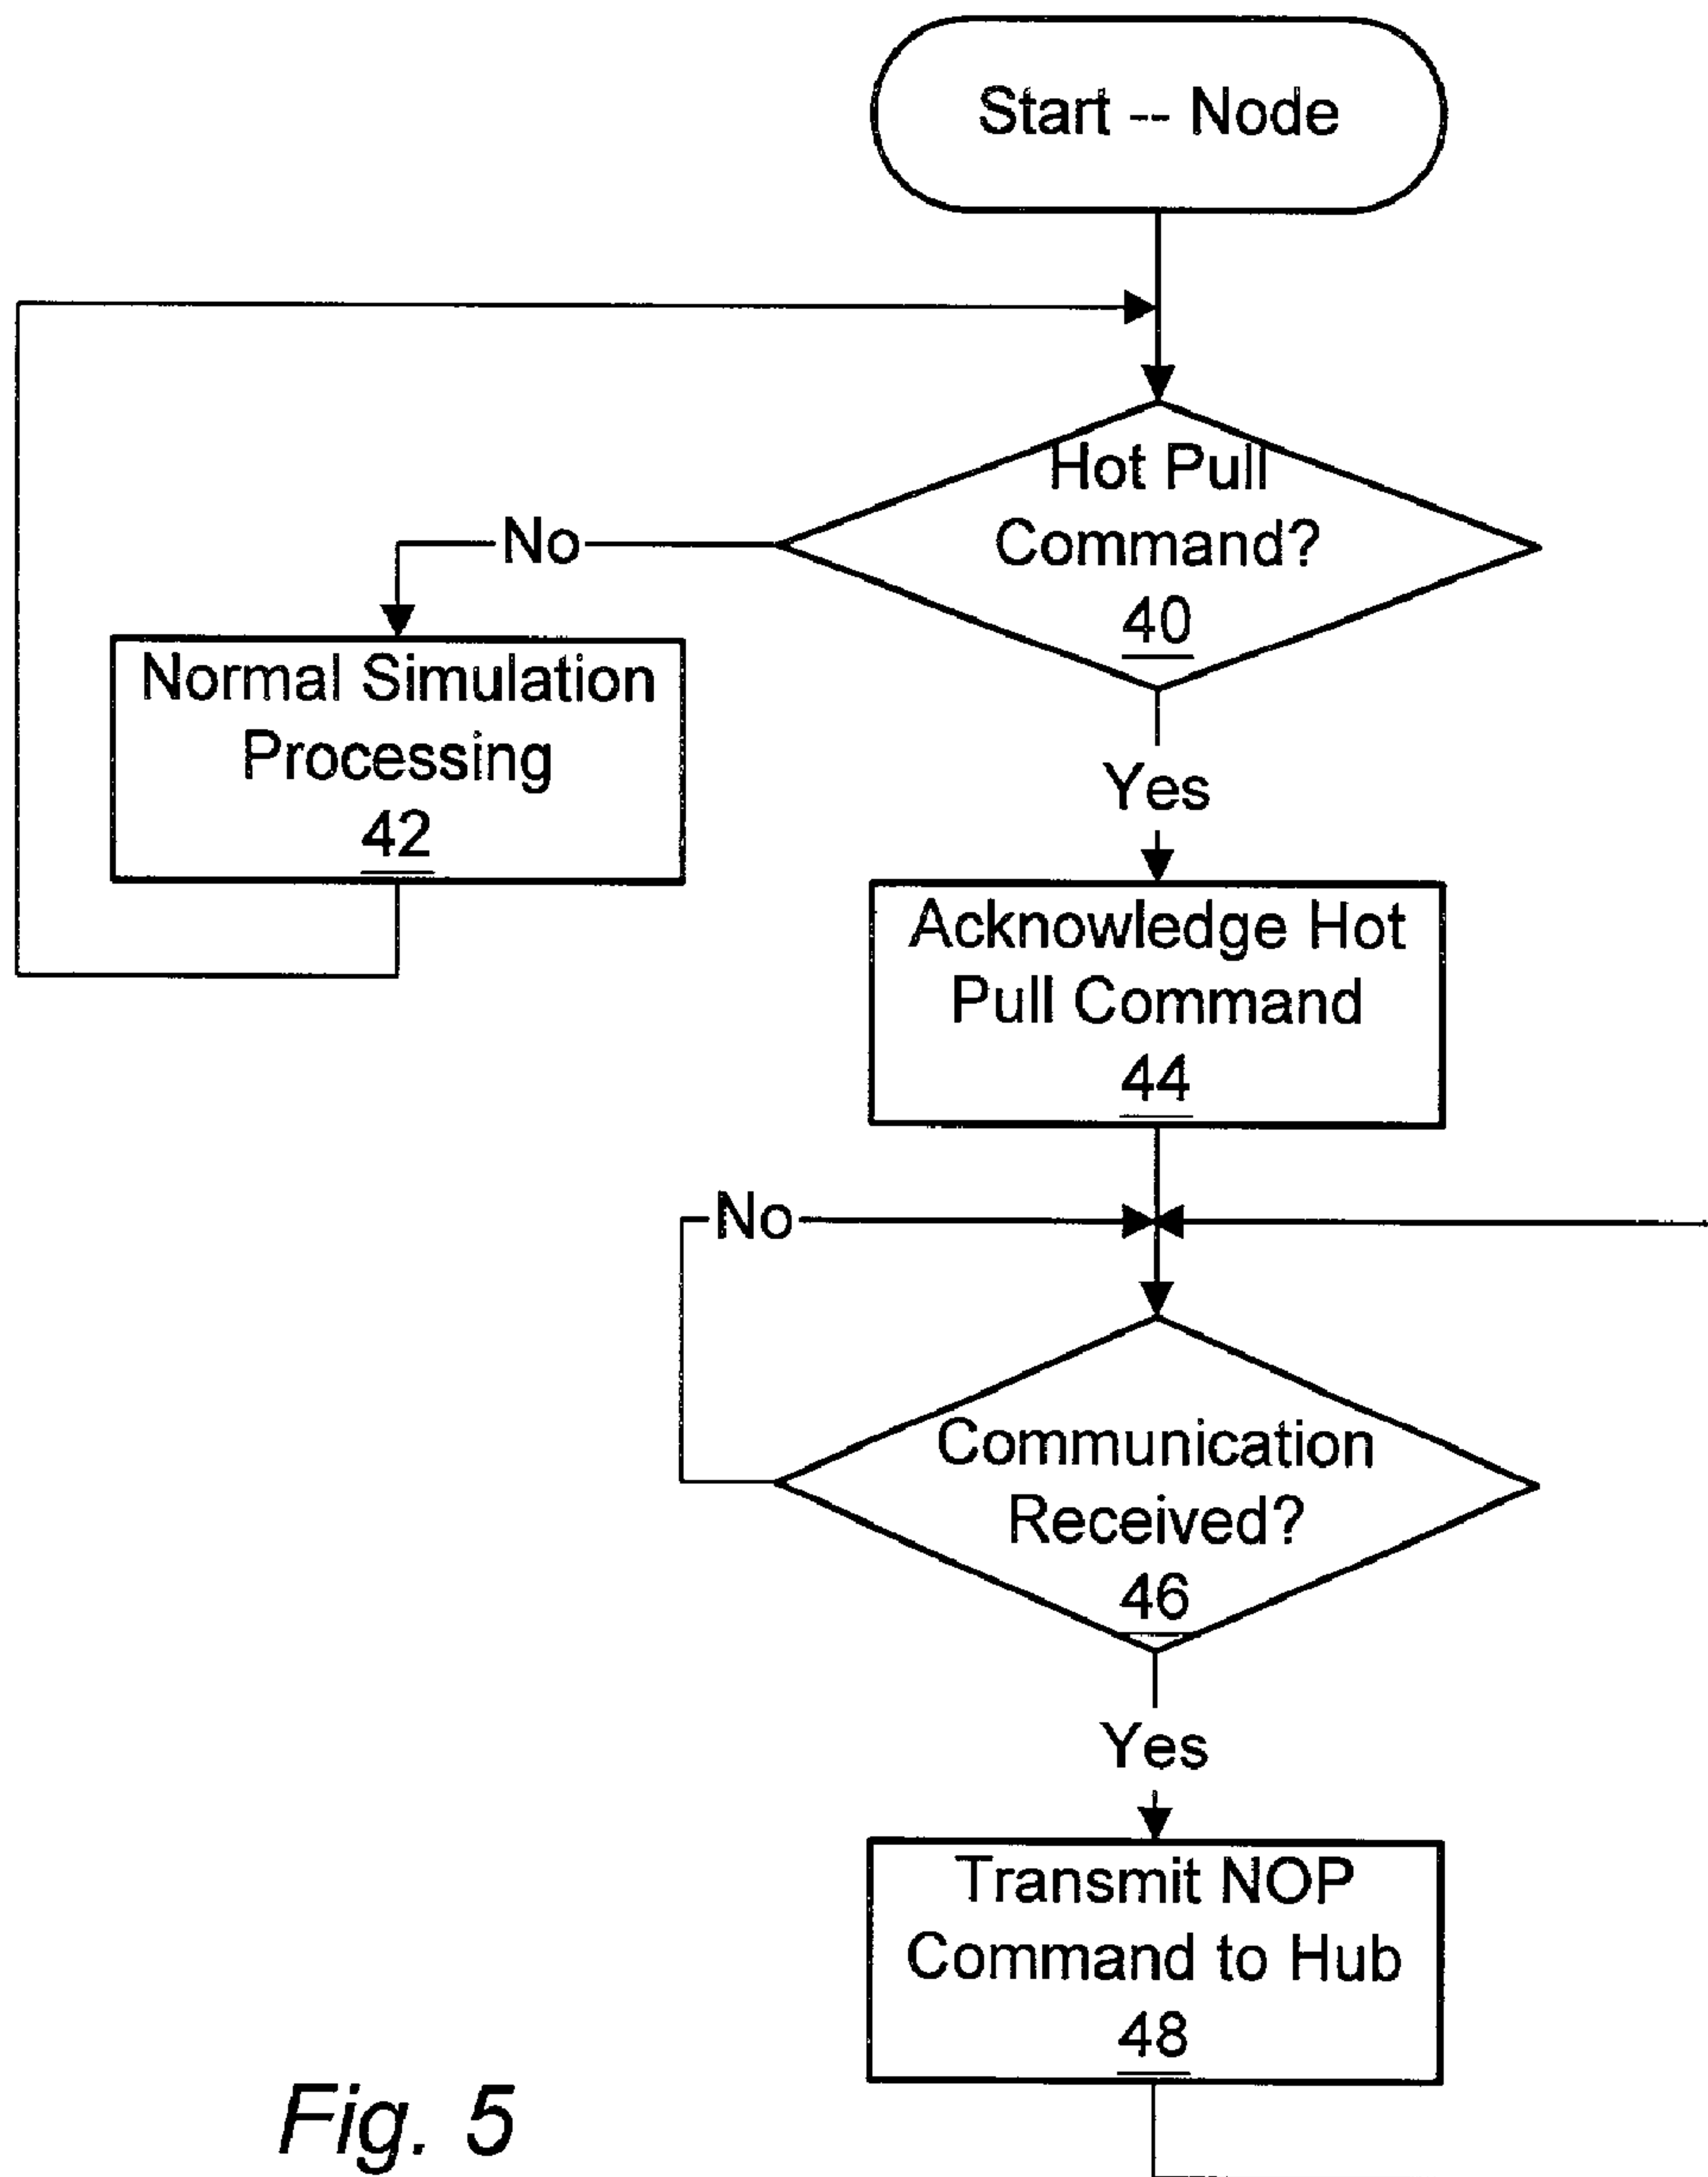 Start -- Node
Hot Pull
Command?
40
No
Normal Simulation
Processing
42
Yes
Acknowledge Hot
Pull Command
44
No
Communication
Received?
46
Yes
Transmit NOP
Command to Hub
48
Fig. 5